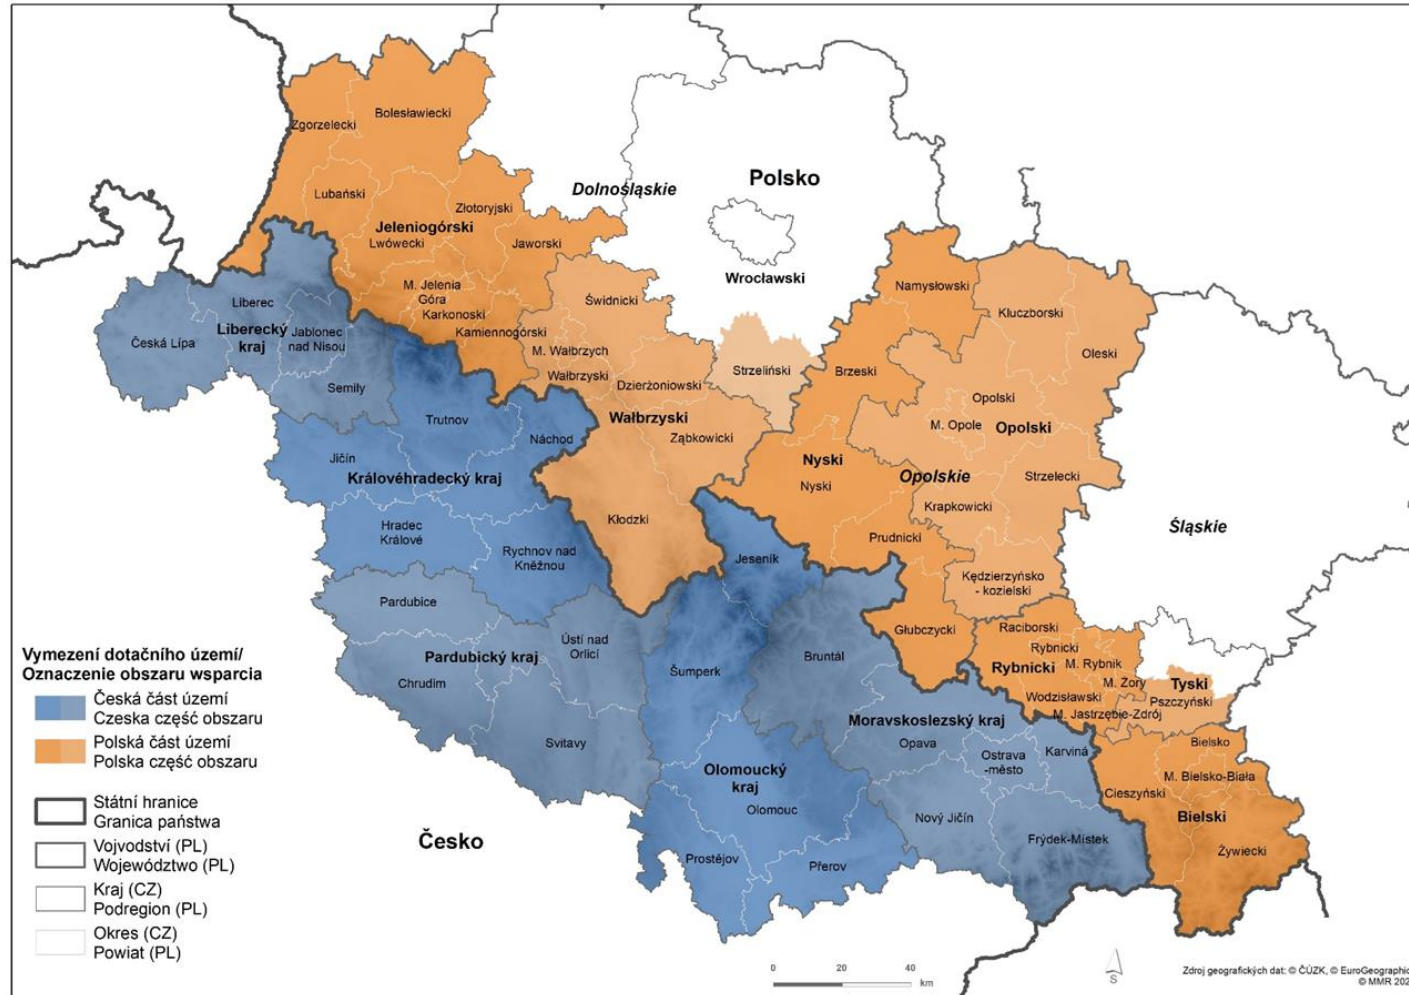 Polsko
Dolnośląskie
Wrocławski
Zgorzelecki
Bolesławiecki
Lubański
Złotoryjski
Jeleniogórski
Lwówecki
Jaworski
M. Jelenia
Góra
Karkonoski
Kamiennogórski
Świdnicki
M. Wałbrzych
Wałbrzyski
Dzierżoniowski
Strzeliński
Wałbrzyski
Ząbkowicki
Kłodzki
Namysłowski
Kluczborski
Oleski
Brzeski
Opolski
M. Opole
Opolski
Nyski
Nyski
Opolskie
Strzelecki
Krapkowicki
Prudnicki
Kędzierzyńsko
- kozielski
Głubczycki
Śląskie
Raciborski
Rybnicki
Rybnicki
M. Rybnik
M. Żory
Wodzisławski
M. Jastrzębie-Zdrój
Tyski
Pszczyński
Bielsko
M. Bielsko-Biała
Cieszyński
Bielski
Żywiecki
Česká Lípa
Liberec
Liberecký
kraj
Jablonec
nad Nisou
Semily
Trutnov
Náchod
Jičín
Královéhradecký kraj
Hradec
Králové
Rychnov nad
Kněžnou
Pardubice
Ústí nad
Orlicí
Pardubický kraj
Chrudim
Svitavy
Jeseník
Šumperk
Bruntál
Moravskoslezský kraj
Opava
Ostrava
-město
Karviná
Olomoucký
kraj
Olomouc
Nový Jičín
Frýdek-Místek
Prostějov
Přerov
Česko
Vymezení dotačního území/
Oznaczenie obszaru wsparcia
Česká část území
Czeska część obszaru
Polská část území
Polska część obszaru
Státní hranice
Granica państwa
Vojvodství (PL)
Województwo (PL)
Kraj (CZ)
Podregion (PL)
Okres (CZ)
Powiat (PL)
0 20 40
km
S
Zdroj geografických dat: © ČÚZK, © EuroGeographic
© MMR 202